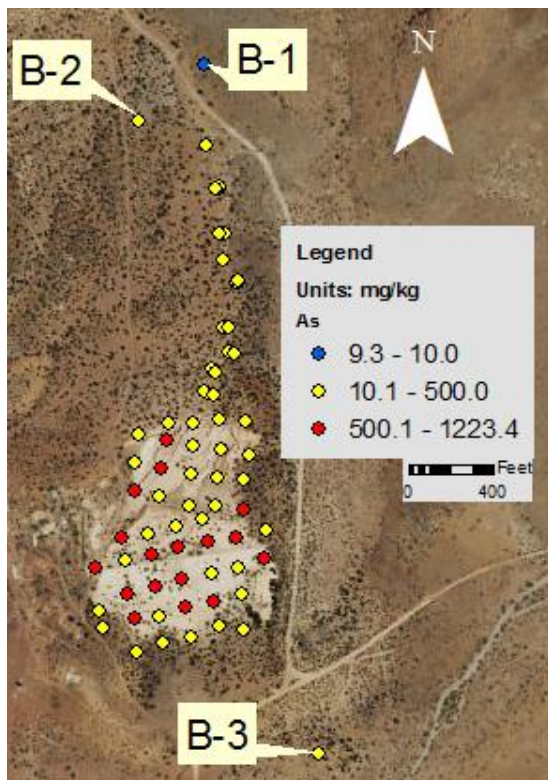 B-1
B-2
N
Legend
Units: mg/kg
As
9.3 - 10.0
10.1 - 500.0
500.1 - 1223.4
Feet
0 400
B-3